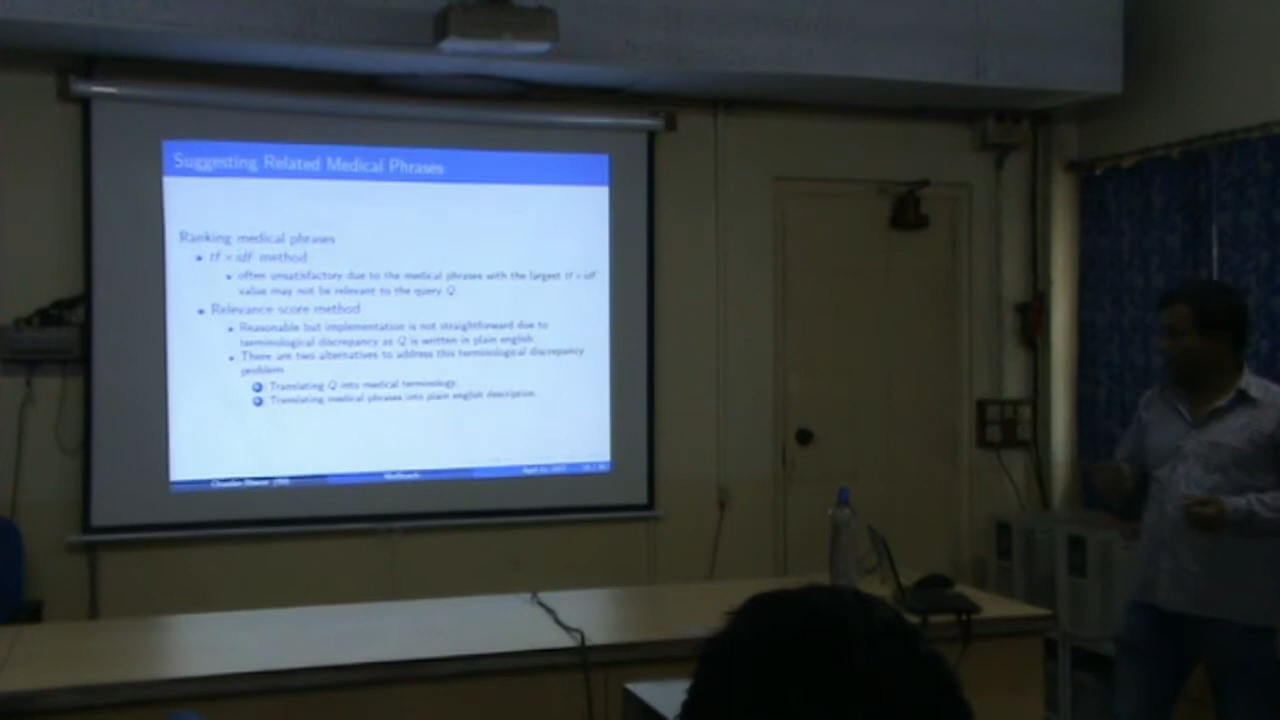 Suggesting Related Medical Phrases
Ranking medical phrases
tf × idf method
often unsatisfactory due to the medical phrases with the largest tf × idf
value may not be relevant to the query Q.
Relevance score method
Reasonable but implementation is not straightforward due to
terminological discrepancy as Q is written in plain english
There are two alternatives to address this terminological discrepancy
problem
1 Translating Q into medical terminology.
2 Translating medical phrases into plain english description.